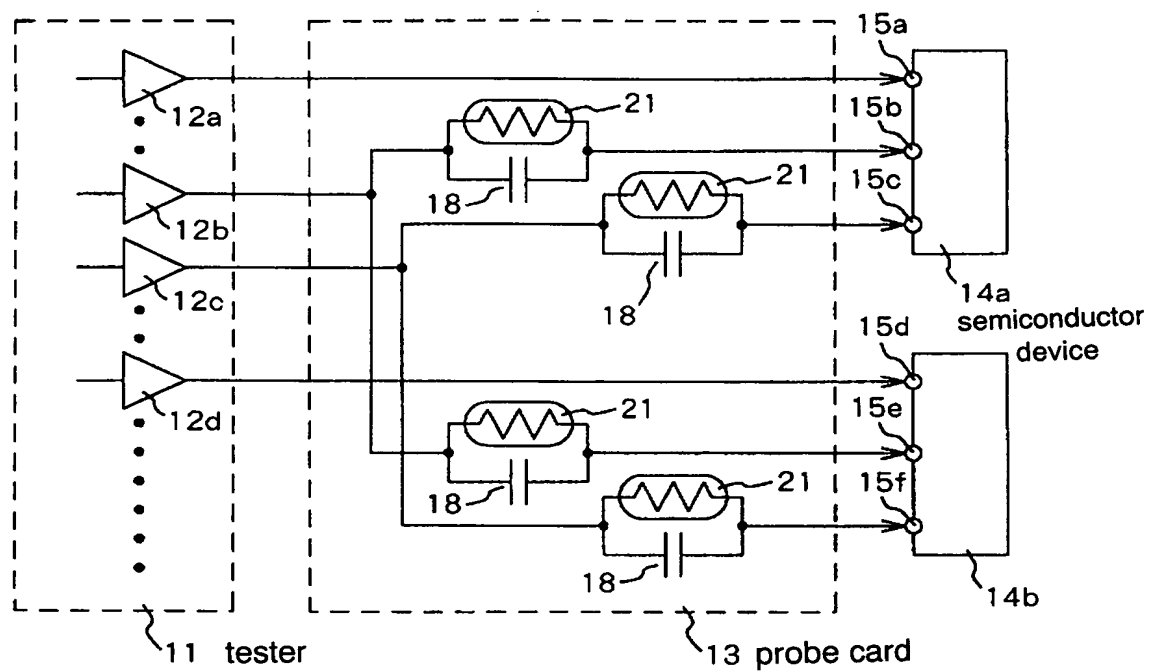 15a
21
12a
15b
21
15c
18
12b
12c
18
14a
semiconductor
device
15d
12d
21
15e
18
21
15f
18
14b
11 tester
13 probe card